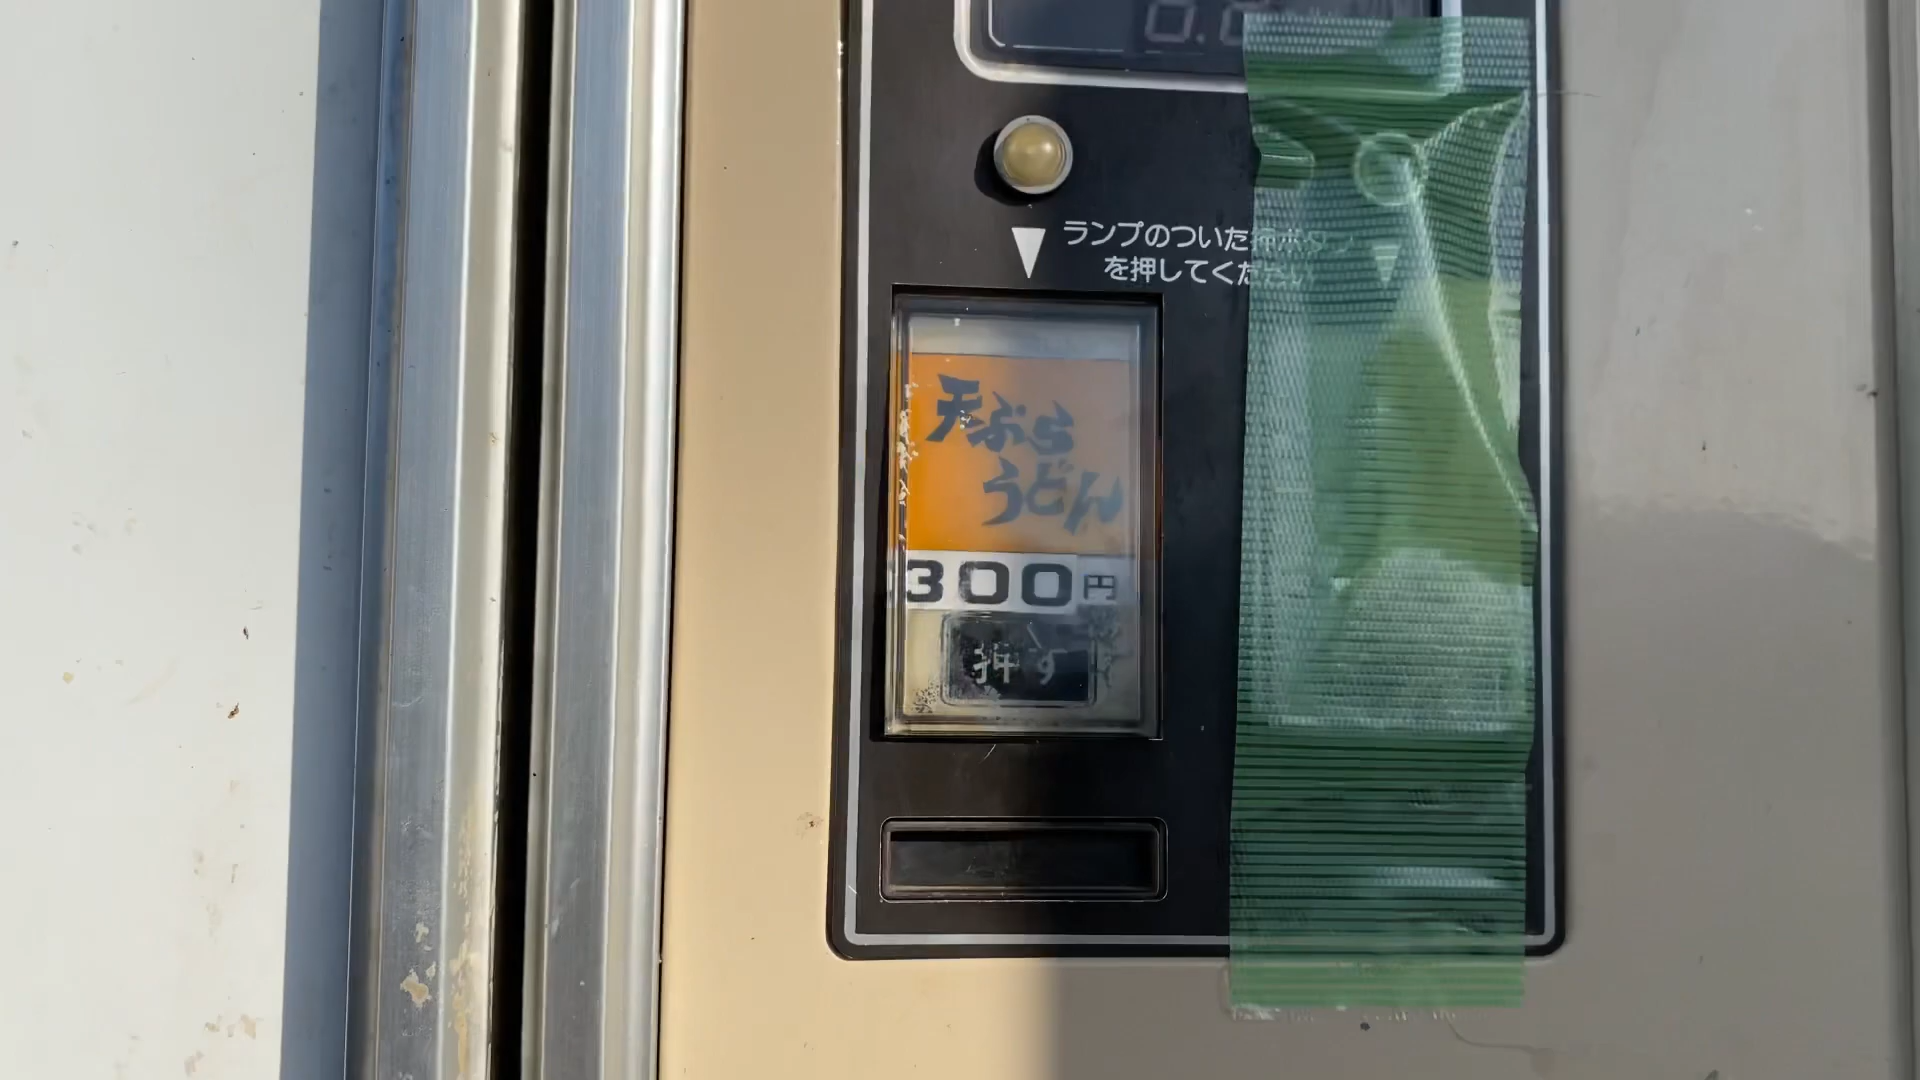 ランプのついた押ボタン
を押してください
天ぷら
うどん
300円
押す